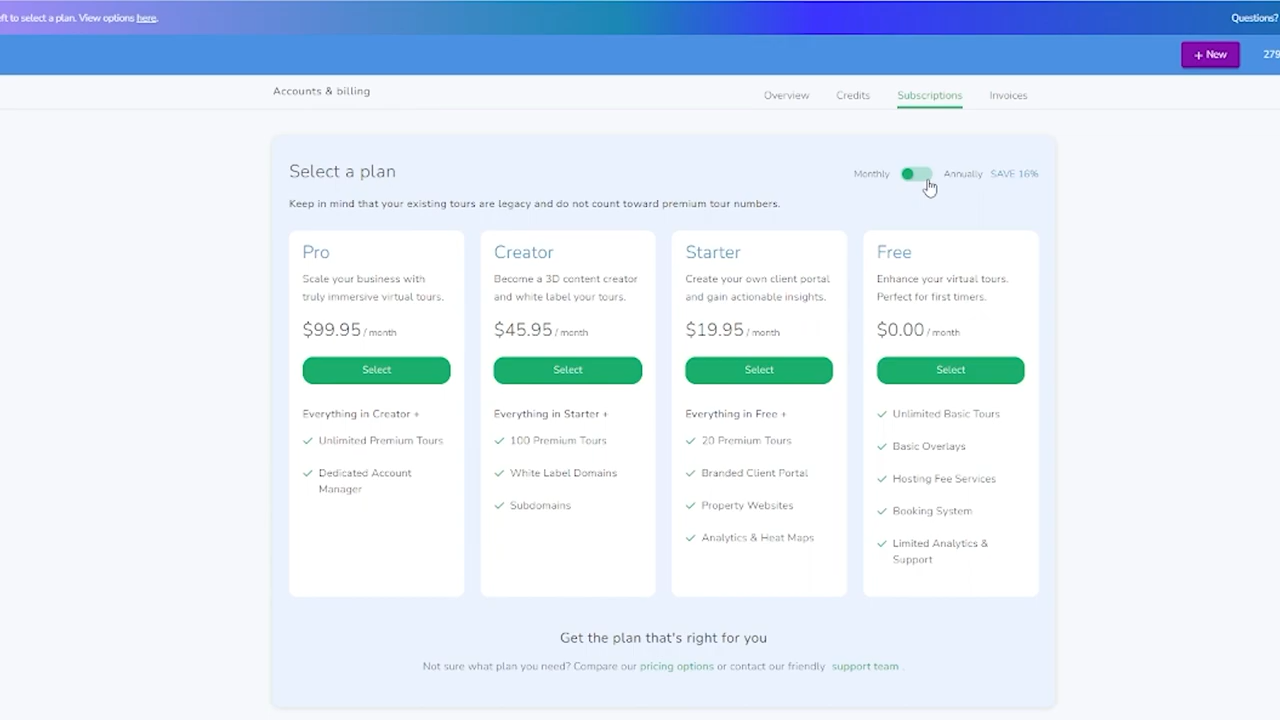 eft to select a plan. View options here.
Questions?
+ New
279
Accounts & billing
Overview
Credits
Subscriptions
Invoices
Select a plan
Monthly
Annually
SAVE 16%
Keep in mind that your existing tours are legacy and do not count toward premium tour numbers.
Pro
Scale your business with
truly immersive virtual tours.
$99.95 / month
Select
Everything in Creator +
Unlimited Premium Tours
Dedicated Account
Manager
Creator
Become a 3D content creator
and white label your tours.
$45.95 / month
Select
Everything in Starter +
100 Premium Tours
White Label Domains
Subdomains
Starter
Create your own client portal
and gain actionable insights.
$19.95 / month
Select
Everything in Free +
20 Premium Tours
Branded Client Portal
Property Websites
Analytics & Heat Maps
Free
Enhance your virtual tours.
Perfect for first timers.
$0.00 / month
Select
Unlimited Basic Tours
Basic Overlays
Hosting Fee Services
Booking System
Limited Analytics &
Support
Get the plan that's right for you
Not sure what plan you need? Compare our pricing options or contact our friendly support team .